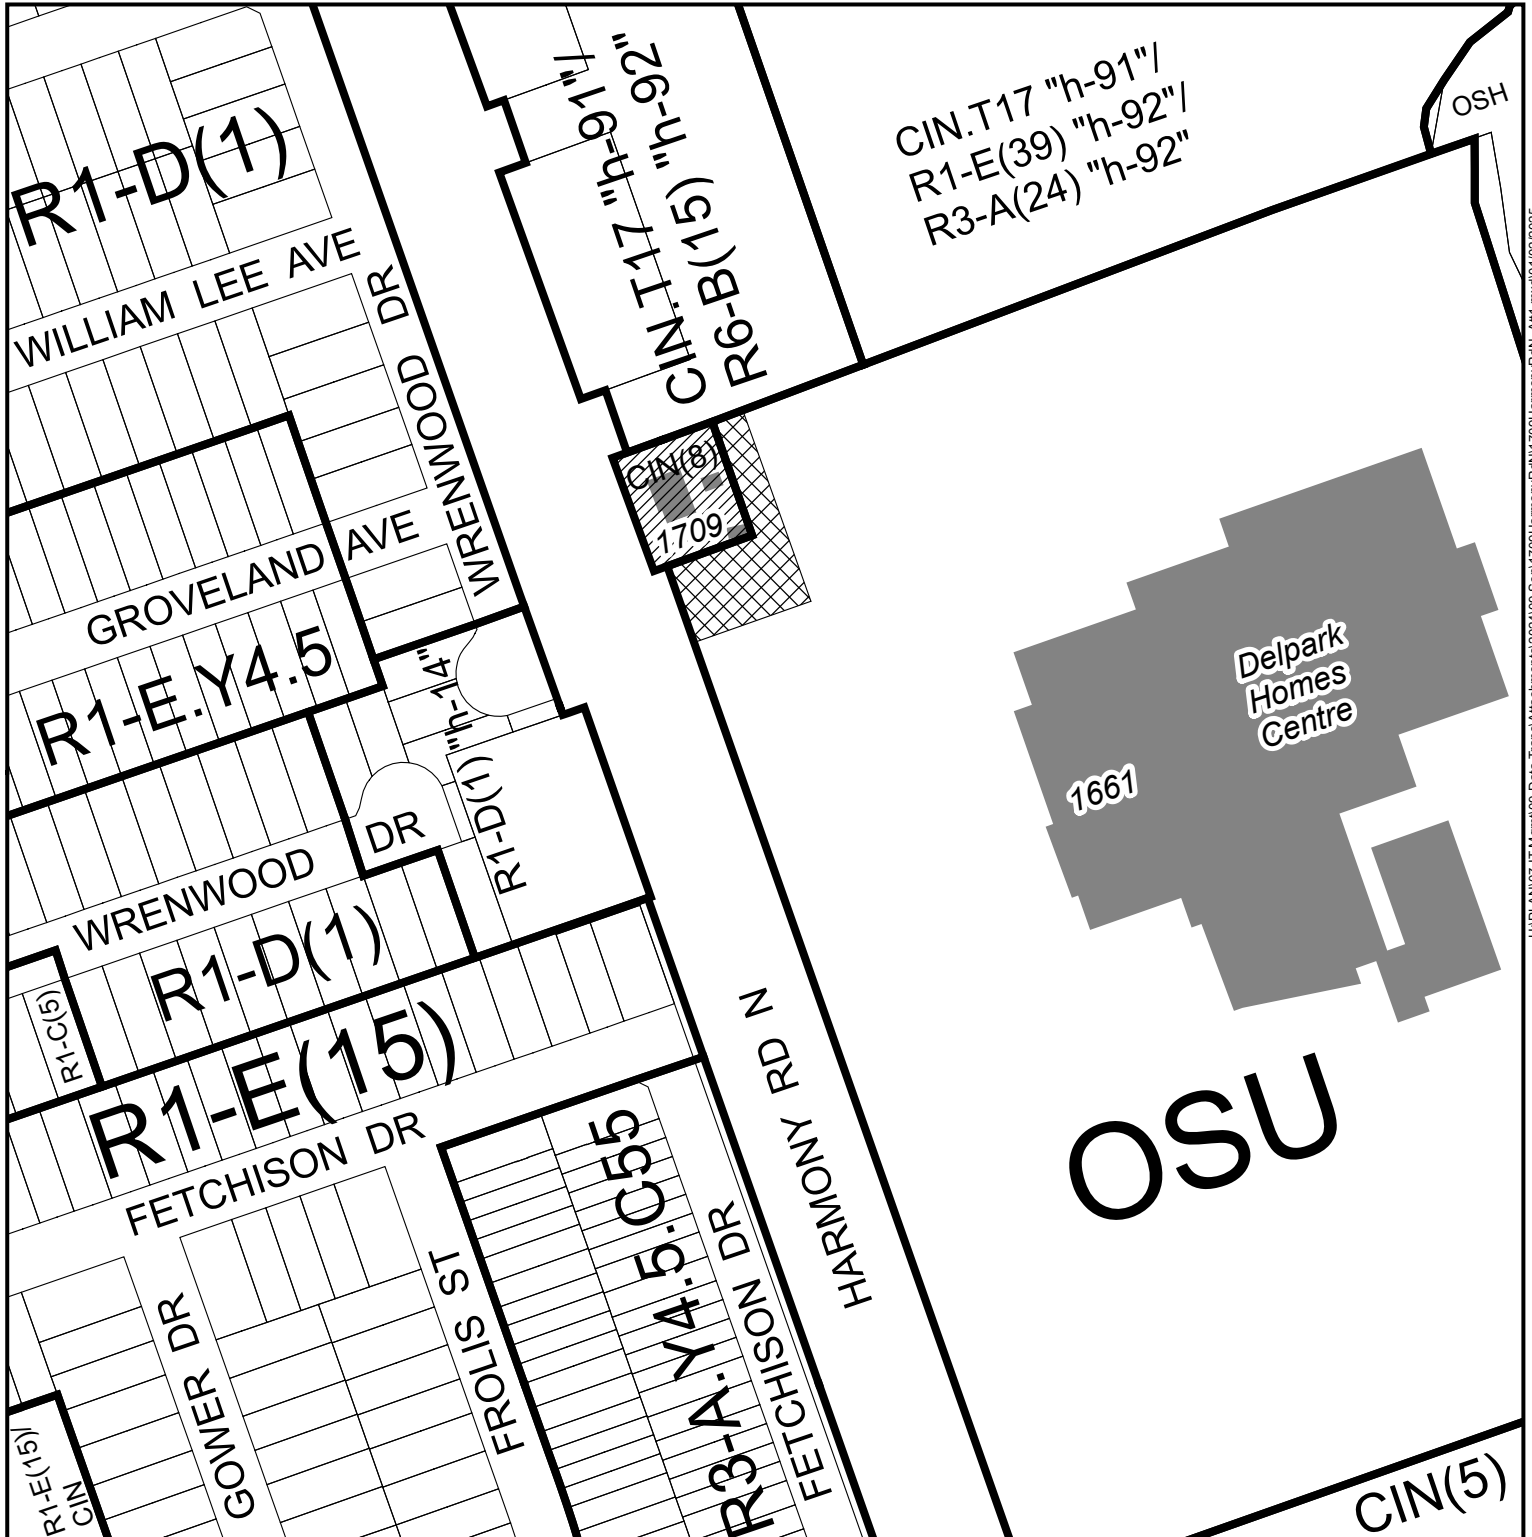 R1-D(1)
WILLIAM LEE AVE
WRENWOOD DR
CIN.T17 "h-91"/
R6-B(15) "h-92"
CIN.T17 "h-91"/
R1-E(39) "h-92"/
R3-A(24) "h-92"
OSH
CIN(8)
1709
GROVELAND AVE
R1-E.Y4.5
R1-D(1) "h-14"
Delpark
Homes
Centre
1661
WRENWOOD DR
R1-D(1)
R1-C(5)
R1-E(15)
FETCHISON DR
HARMONY RD N
OSU
R3-A.Y4.5.C55
FETCHISON DR
FROLIS ST
GOWER DR
R1-E(15)/
CIN
CIN(5)